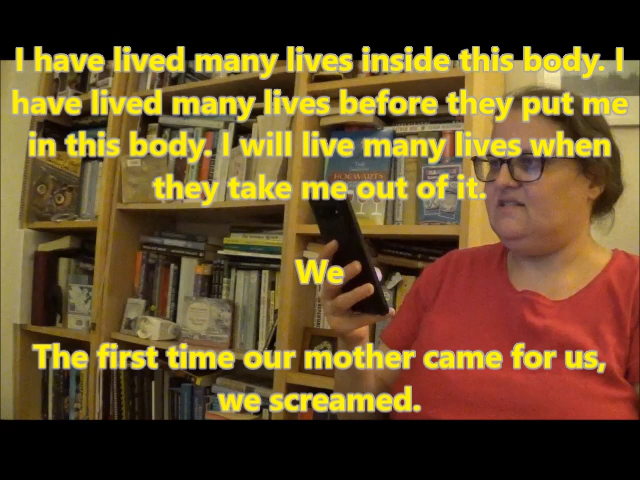 I have lived many lives inside this body. I
have lived many lives before they put me
in this body. I will live many lives when
they take me out of it.
We
The first time our mother came for us,
we screamed.
HOGWARTS